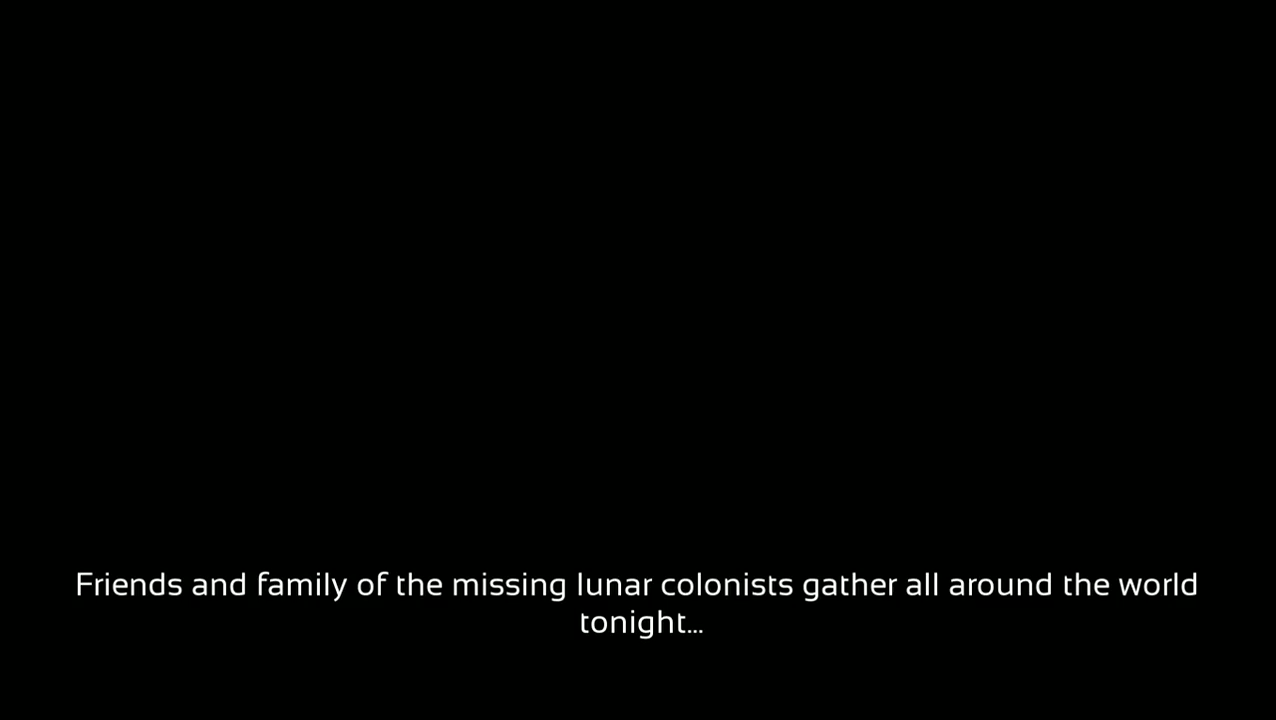 Friends and family of the missing lunar colonists gather all around the world
tonight...